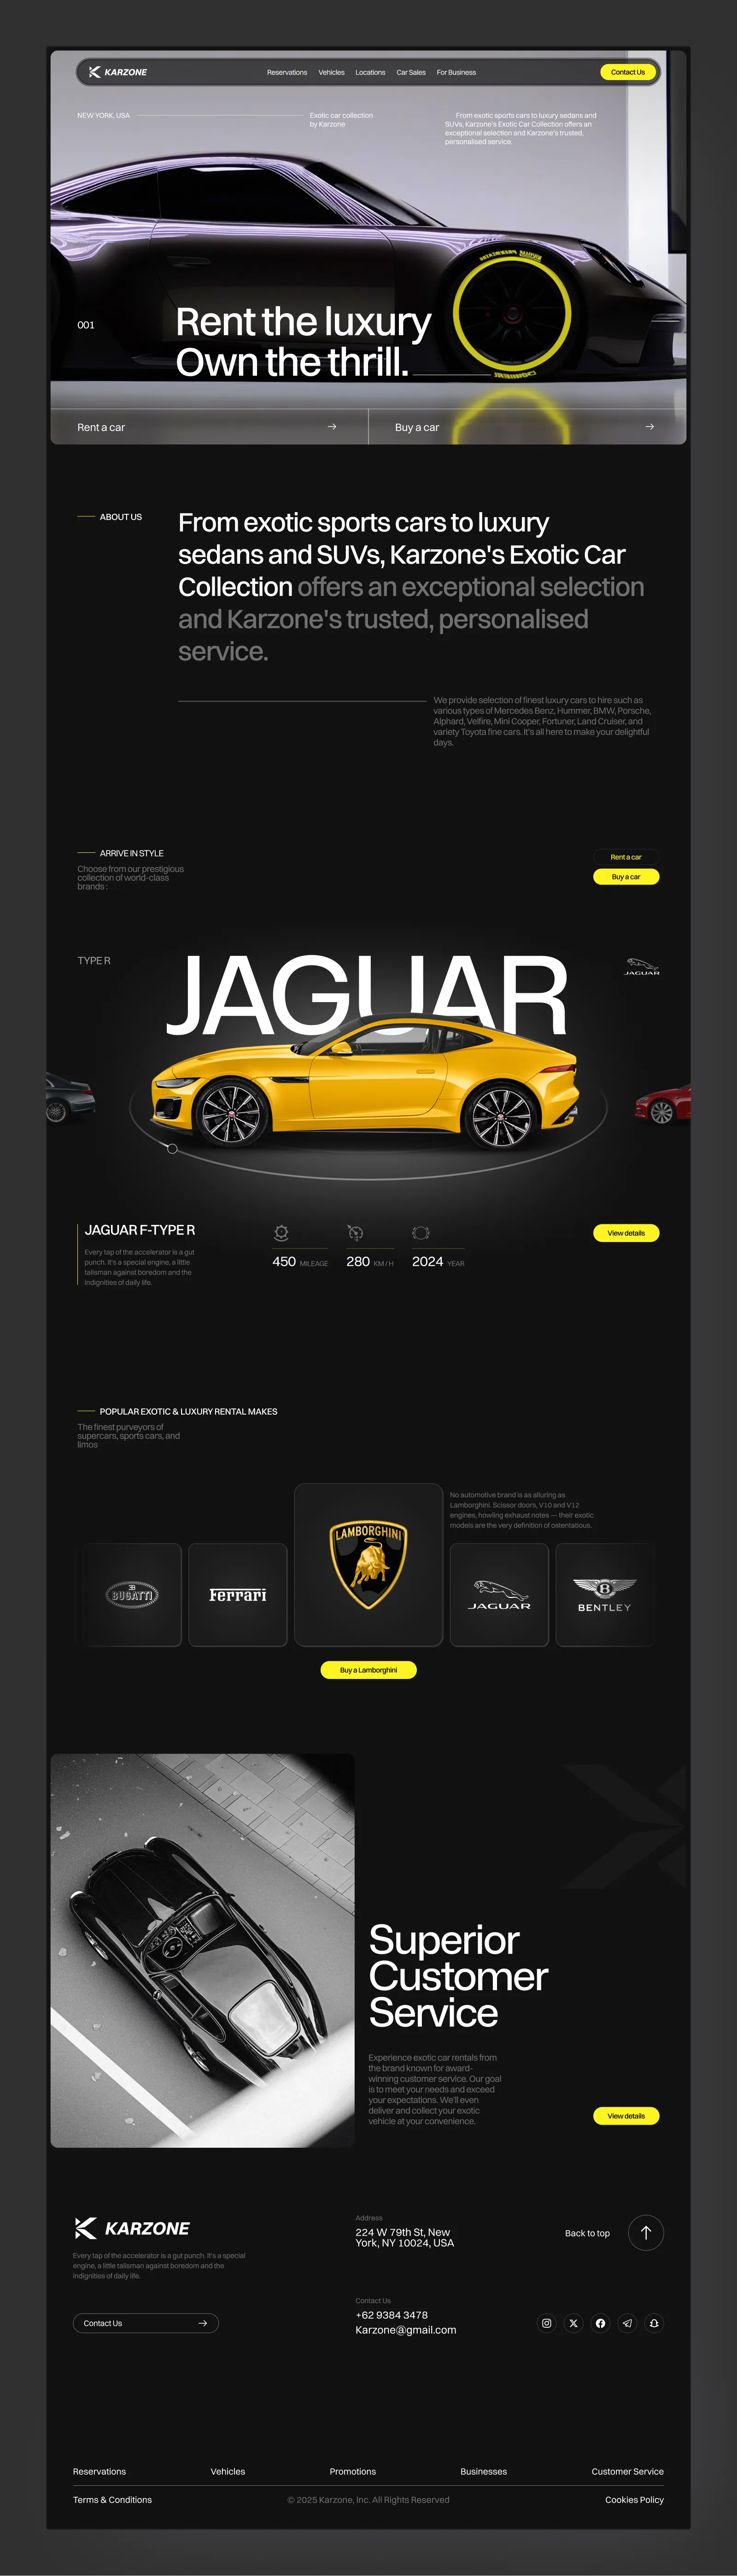 KARZONE
Reservations
Vehicles
Locations
Car Sales
For Business
Contact Us
NEW YORK, USA
Exotic car collection
by Karzone
From exotic sports cars to luxury sedans and
SUVs, Karzone's Exotic Car Collection offers an
exceptional selection and Karzone's trusted,
personalised service.
001
Rent the luxury
Own the thrill.
Rent a car
Buy a car
ABOUT US
From exotic sports cars to luxury
sedans and SUVs, Karzone's Exotic Car
Collection offers an exceptional selection
and Karzone's trusted, personalised
service.
We provide selection of finest luxury cars to hire such as
various types of Mercedes Benz, Hummer, BMW, Porsche,
Alphard, Velfire, Mini Cooper, Fortuner, Land Cruiser, and
variety Toyota fine cars. It's all here to make your delightful
days.
ARRIVE IN STYLE
Choose from our prestigious
collection of world-class
brands :
Rent a car
Buy a car
TYPE R
JAGUAR
JAGUAR
JAGUAR F-TYPE R
Every tap of the accelerator is a gut
punch. It's a special engine, a little
talisman against boredom and the
indignities of daily life.
450 MILEAGE
280 KM / H
2024 YEAR
View details
POPULAR EXOTIC & LUXURY RENTAL MAKES
The finest purveyors of
supercars, sports cars, and
limos
No automotive brand is as alluring as
Lamborghini. Scissor doors, V10 and V12
engines, howling exhaust notes — their exotic
models are the very definition of ostentatious.
BUGATTI
Ferrari
LAMBORGHINI
JAGUAR
B
BENTLEY
Buy a Lamborghini
Superior
Customer
Service
Experience exotic car rentals from
the brand known for award-
winning customer service. Our goal
is to meet your needs and exceed
your expectations. We'll even
deliver and collect your exotic
vehicle at your convenience.
View details
KARZONE
Every tap of the accelerator is a gut punch. It's a special
engine, a little talisman against boredom and the
indignities of daily life.
Contact Us
Address
224 W 79th St, New
York, NY 10024, USA
Back to top
Contact Us
+62 9384 3478
Karzone@gmail.com
Reservations
Vehicles
Promotions
Businesses
Customer Service
Terms & Conditions
© 2025 Karzone, Inc. All Rights Reserved
Cookies Policy